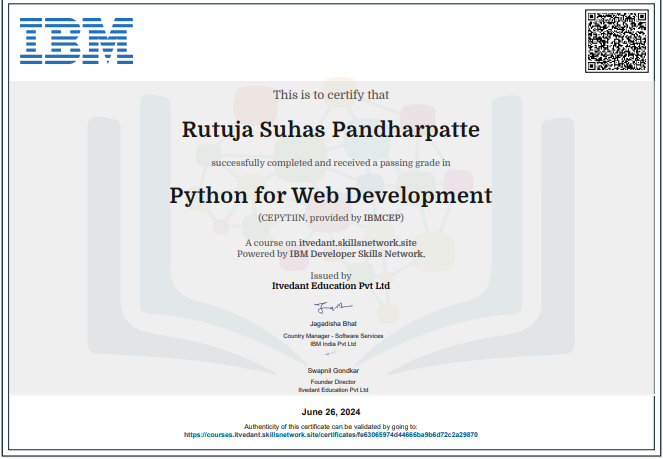 IBM
This is to certify that
Rutuja Suhas Pandharpatte
successfully completed and received a passing grade in
Python for Web Development
(CEPYTIIN, provided by IBMCEP)
A course on itvedant.skillsnetwork.site
Powered by IBM Developer Skills Network.
Issued by
Itvedant Education Pvt Ltd
Jagadisha Bhat
Country Manager - Software Services
IBM India Pvt Ltd
Swapnil Gondkar
Founder Director
Itvedant Education Pvt Ltd
June 26, 2024
Authenticity of this certificate can be validated by going to:
https://courses.itvedant.skillsnetwork.site/certificates/fe63065974d44666ba9b6d72c2a29870